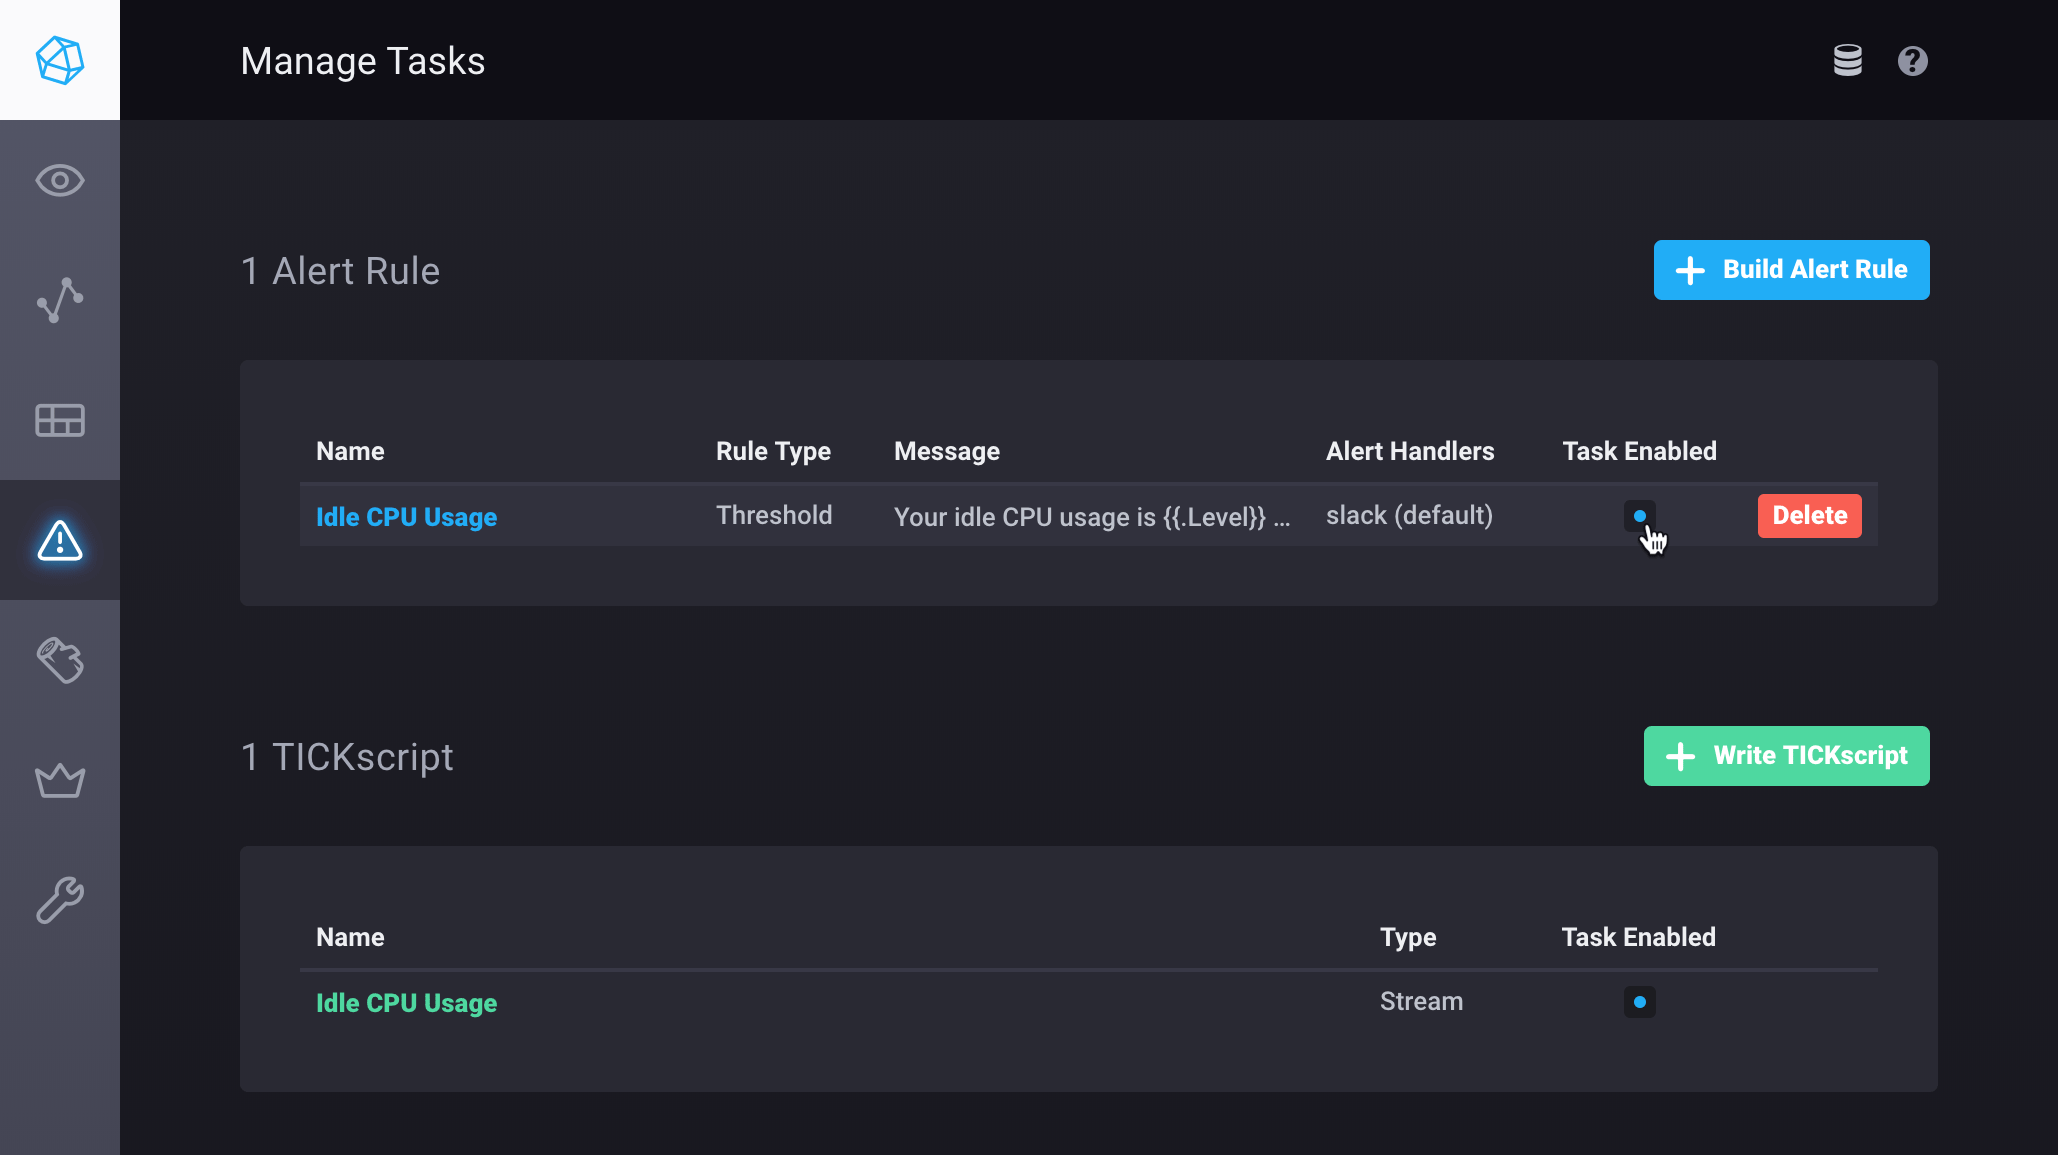 Manage Tasks
1 Alert Rule
Build Alert Rule
Name Rule Type Message Alert Handlers Task Enabled
Idle CPU Usage Threshold Your idle CPU usage is {{.Level}} ... slack (default) Delete
1 TICKscript
Write TICKscript
Name Type Task Enabled
Idle CPU Usage Stream